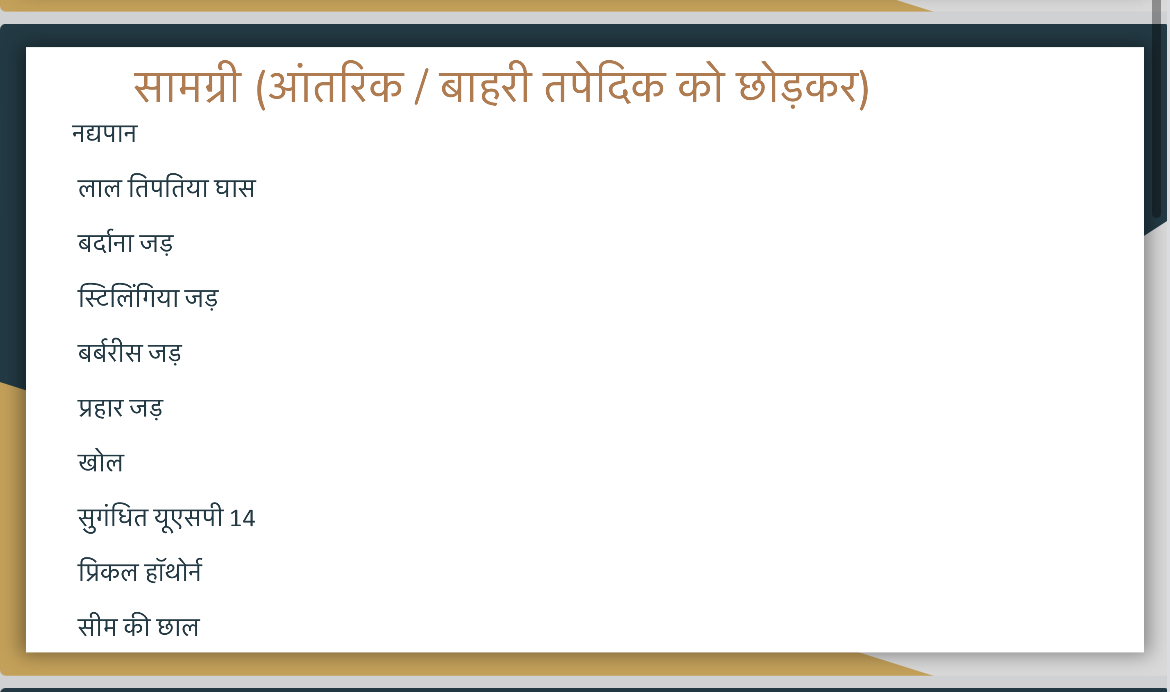 सामग्री (आंतरिक / बाहरी तपेदिक को छोड़कर)
नद्यपान
लाल तिपतिया घास
बर्दाना जड़
स्टिलिंगिया जड़
बर्बरीस जड़
प्रहार जड़
खोल
सुगंधित यूएसपी 14
प्रिकल हॉथोर्न
सीम की छाल